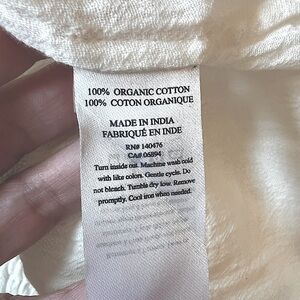 100% ORGANIC COTTON
100% COTON ORGANIQUE
MADE IN INDIA
FABRIQUÉ EN INDE
RN# 140476
CA# 06894
Turn inside out. Machine wash cold
with like colors. Gentle cycle. Do
not bleach. Tumble dry low. Remove
promptly. Cool iron when needed.